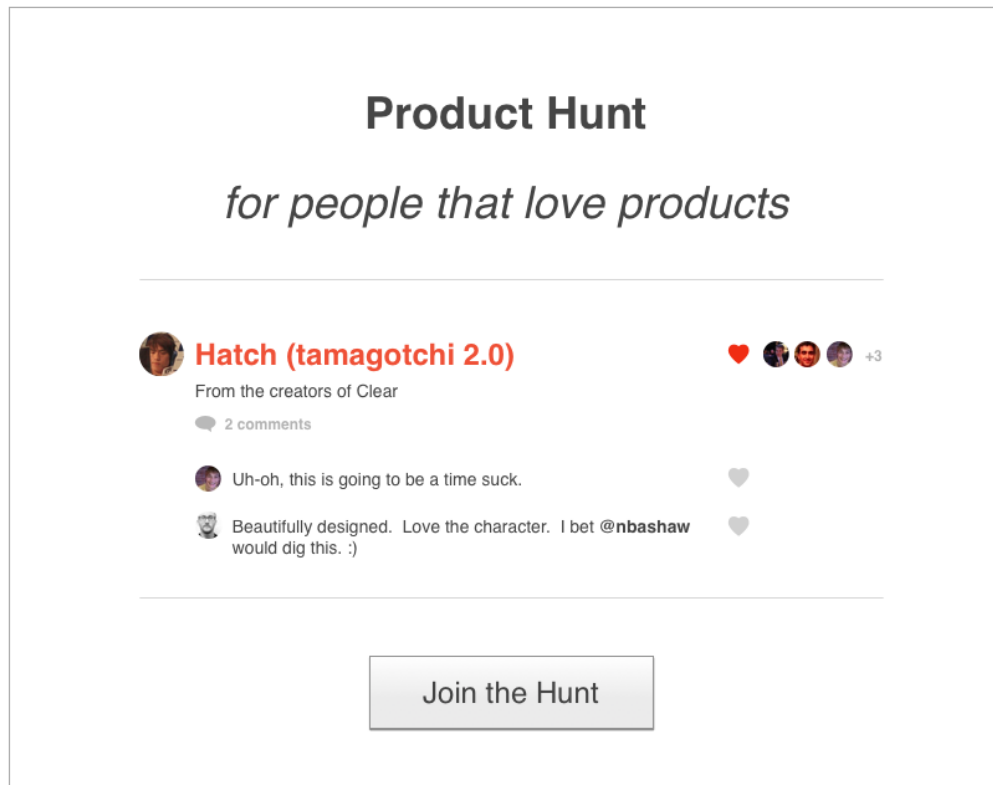 Product Hunt
for people that love products
Hatch (tamagotchi 2.0)
+3
From the creators of Clear
2 comments
Uh-oh, this is going to be a time suck.
Beautifully designed.  Love the character.  I bet @nbashaw
would dig this. :)
Join the Hunt